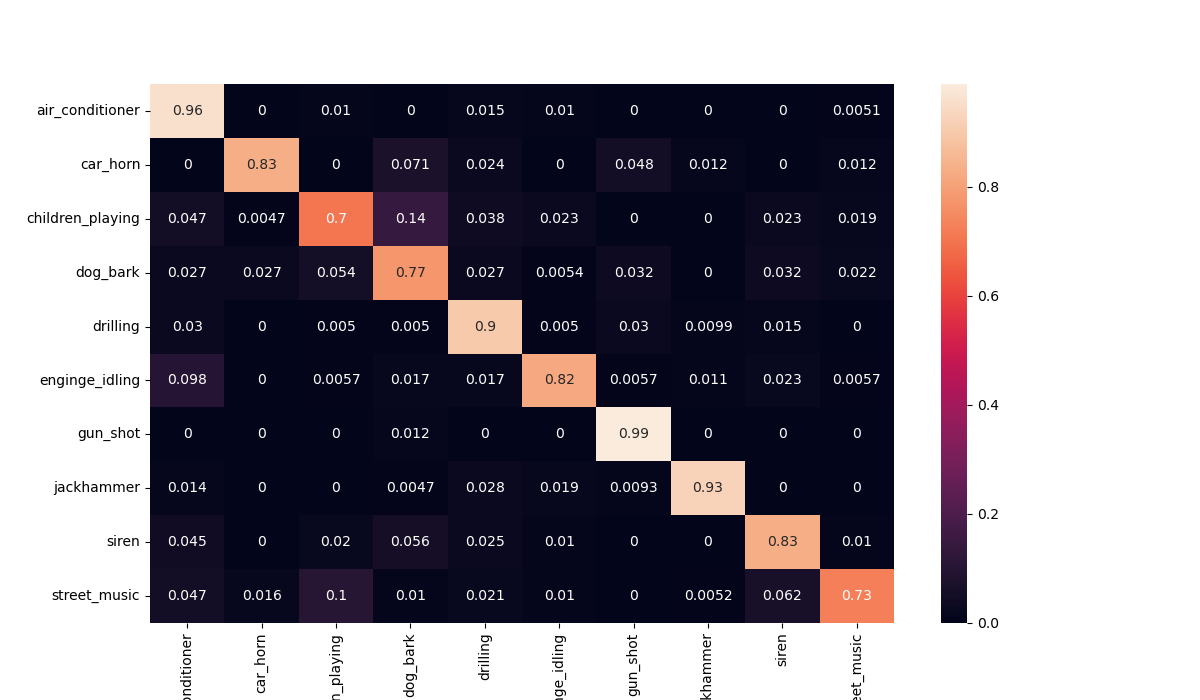 air_conditioner 0.96 0 0.01 0 0.015 0.01 0 0 0 0.0051
car_horn 0 0.83 0 0.071 0.024 0 0.048 0.012 0 0.012
children_playing 0.047 0.0047 0.7 0.14 0.038 0.023 0 0 0.023 0.019
dog_bark 0.027 0.027 0.054 0.77 0.027 0.0054 0.032 0 0.032 0.022
drilling 0.03 0 0.005 0.005 0.9 0.005 0.03 0.0099 0.015 0
enginge_idling 0.098 0 0.0057 0.017 0.017 0.82 0.0057 0.011 0.023 0.0057
gun_shot 0 0 0 0.012 0 0 0.99 0 0 0
jackhammer 0.014 0 0 0.0047 0.028 0.019 0.0093 0.93 0 0
siren 0.045 0 0.02 0.056 0.025 0.01 0 0 0.83 0.01
street_music 0.047 0.016 0.1 0.01 0.021 0.01 0 0.0052 0.062 0.73
onditioner
car_horn
n_playing
dog_bark
drilling
nge_idling
gun_shot
khammer
siren
eet_music
0.8
0.6
0.4
0.2
0.0